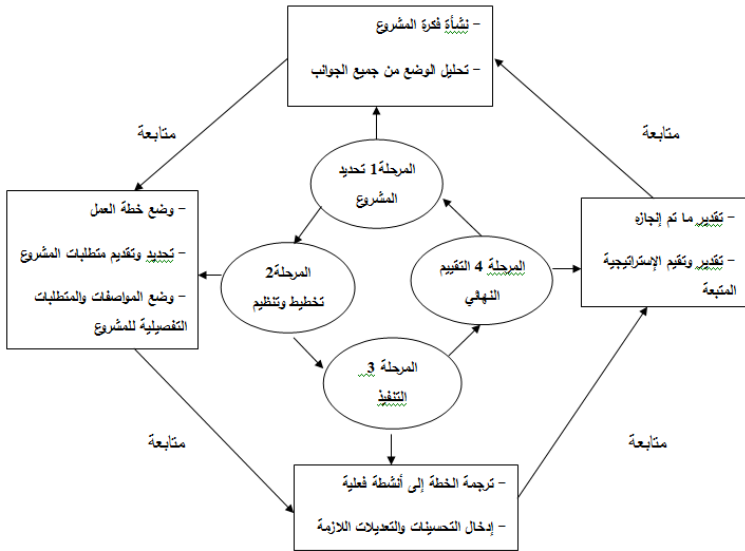 – نشأة فكرة المشروع
– تحليل الوضع من جميع الجوانب
متابعة
متابعة
المرحلة 1 تحديد
المشروع
– وضع خطة العمل
– تحديد وتقديم متطلبات المشروع
– وضع المواصفات والمتطلبات
التفصيلية للمشروع
المرحلة 2
تخطيط وتنظيم
المرحلة 4 التقييم
النهائي
– تقدير ما تم إنجازه
– تقدير وتقيم الإستراتيجية
المتبعة
المرحلة 3
التنفيذ
متابعة
متابعة
– ترجمة الخطة إلى أنشطة فعلية
– إدخال التحسينات والتعديلات اللازمة